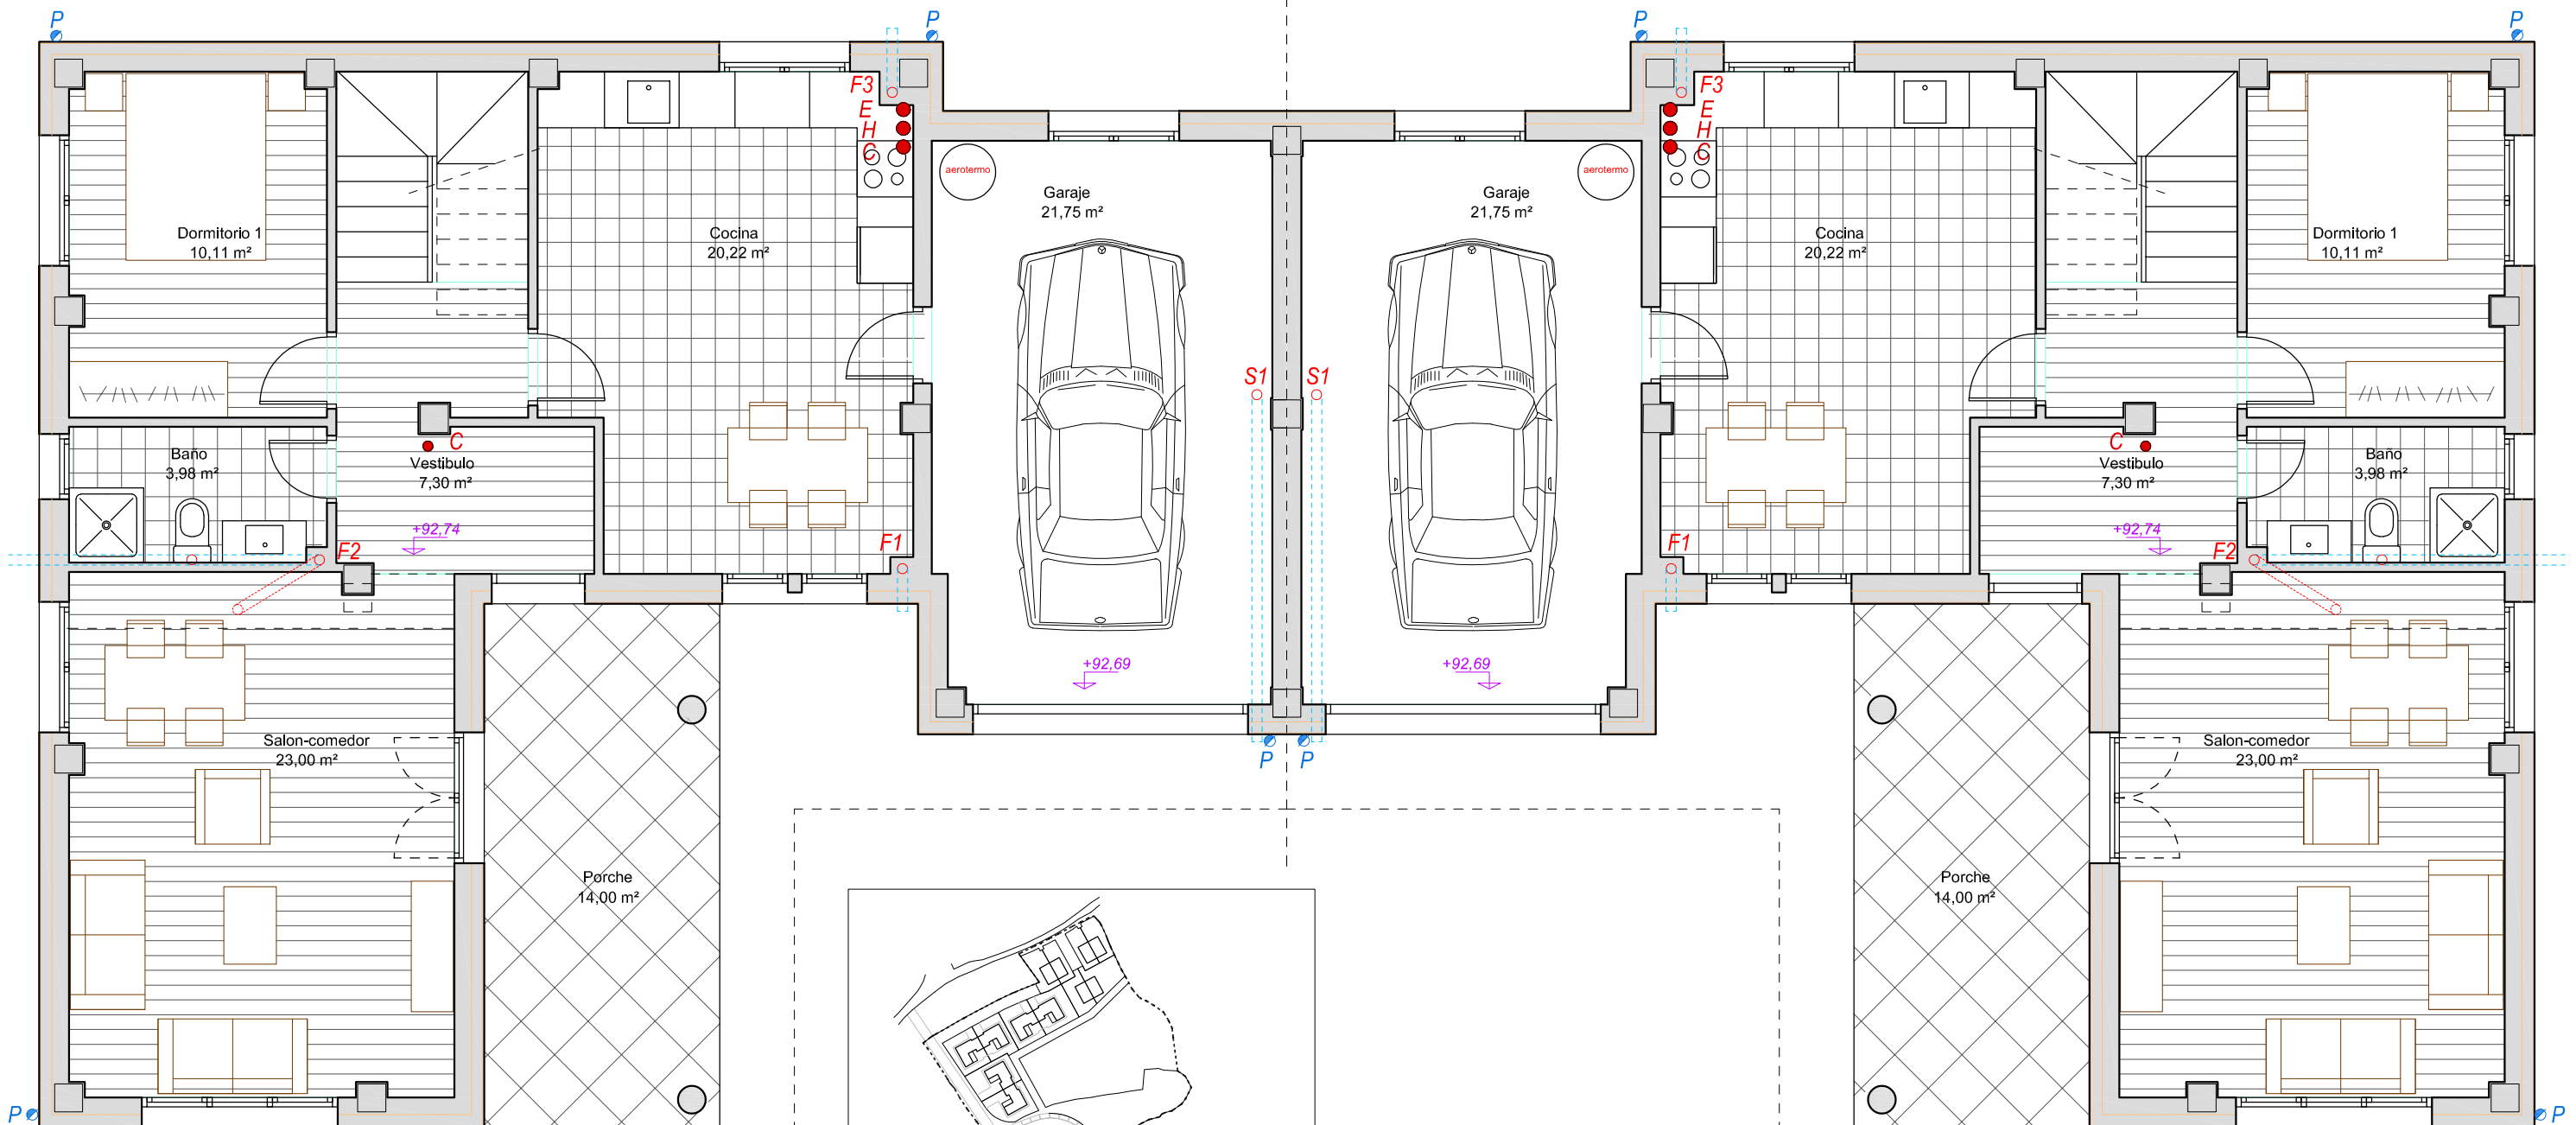 P
P
P
P
F3
F3
E
E
H
H
C
C
aerotermo
aerotermo
Garaje
21,75 m²
Garaje
21,75 m²
Dormitorio 1
10,11 m²
Cocina
20,22 m²
Cocina
20,22 m²
Dormitorio 1
10,11 m²
S1
S1
C
Vestibulo
7,30 m²
Baño
3,98 m²
C
Vestibulo
7,30 m²
Baño
3,98 m²
+92,74
+92,74
F2
F1
F1
F2
+92,69
+92,69
Salon-comedor
23,00 m²
P
P
Salon-comedor
23,00 m²
Porche
14,00 m²
Porche
14,00 m²
P
P